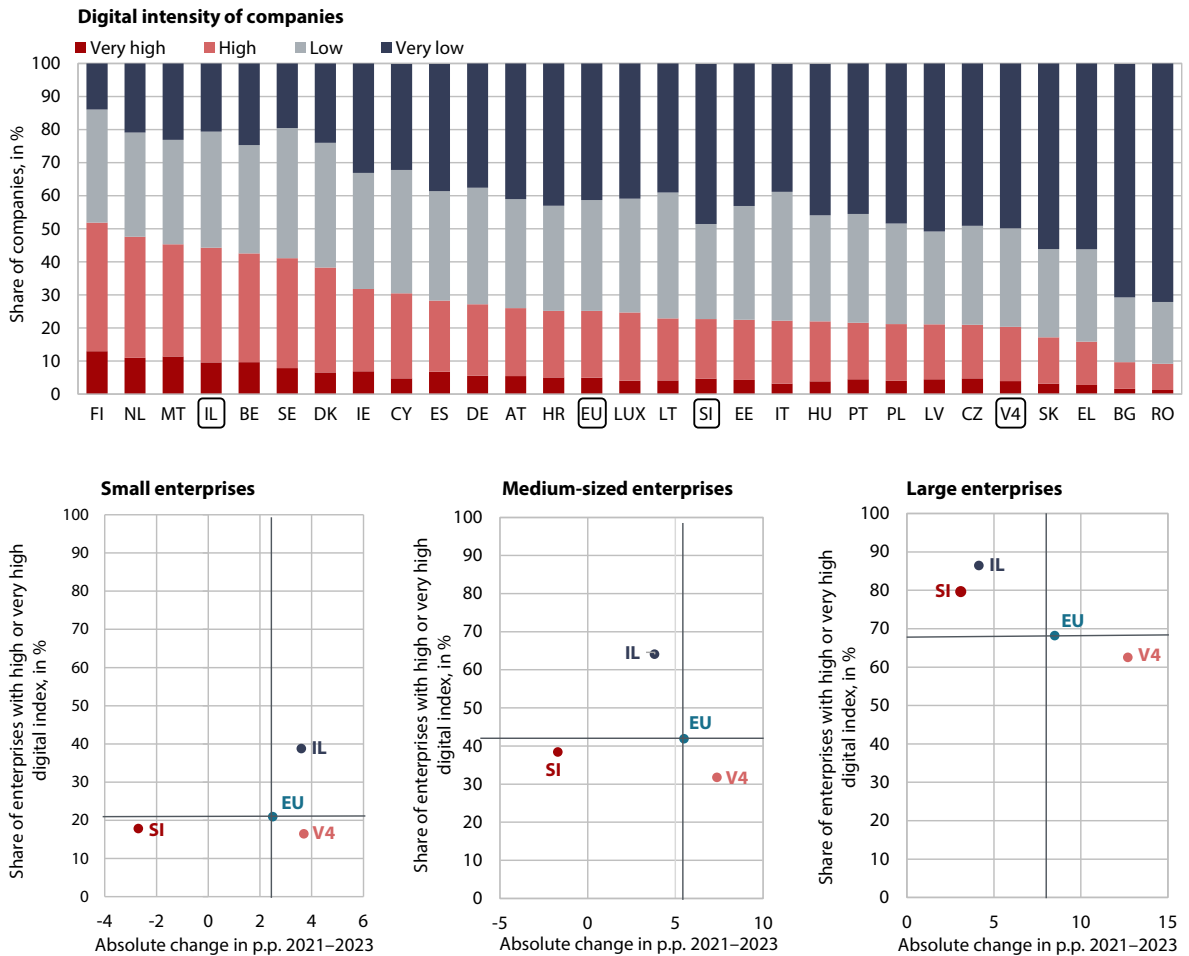 Digital intensity of companies
Very high High Low Very low
Share of companies, in %
100
90
80
70
60
50
40
30
20
10
0
FI NL MT IL BE SE DK IE CY ES DE AT HR EU LUX LT SI EE IT HU PT PL LV CZ V4 SK EL BG RO
Small enterprises
Share of enterprises with high or very high
digital index, in %
100
90
80
70
60
50
40
30
20
10
0
IL
EU
SI
V4
-4 -2 0 2 4 6
Absolute change in p.p. 2021–2023
Medium-sized enterprises
Share of enterprises with high or very high
digital index, in %
100
90
80
70
60
50
40
30
20
10
0
IL
EU
SI
V4
-5 0 5 10
Absolute change in p.p. 2021–2023
Large enterprises
Share of enterprises with high or very high
digital index, in %
100
90
80
70
60
50
40
30
20
10
0
IL
SI
EU
V4
0 5 10 15
Absolute change in p.p. 2021–2023